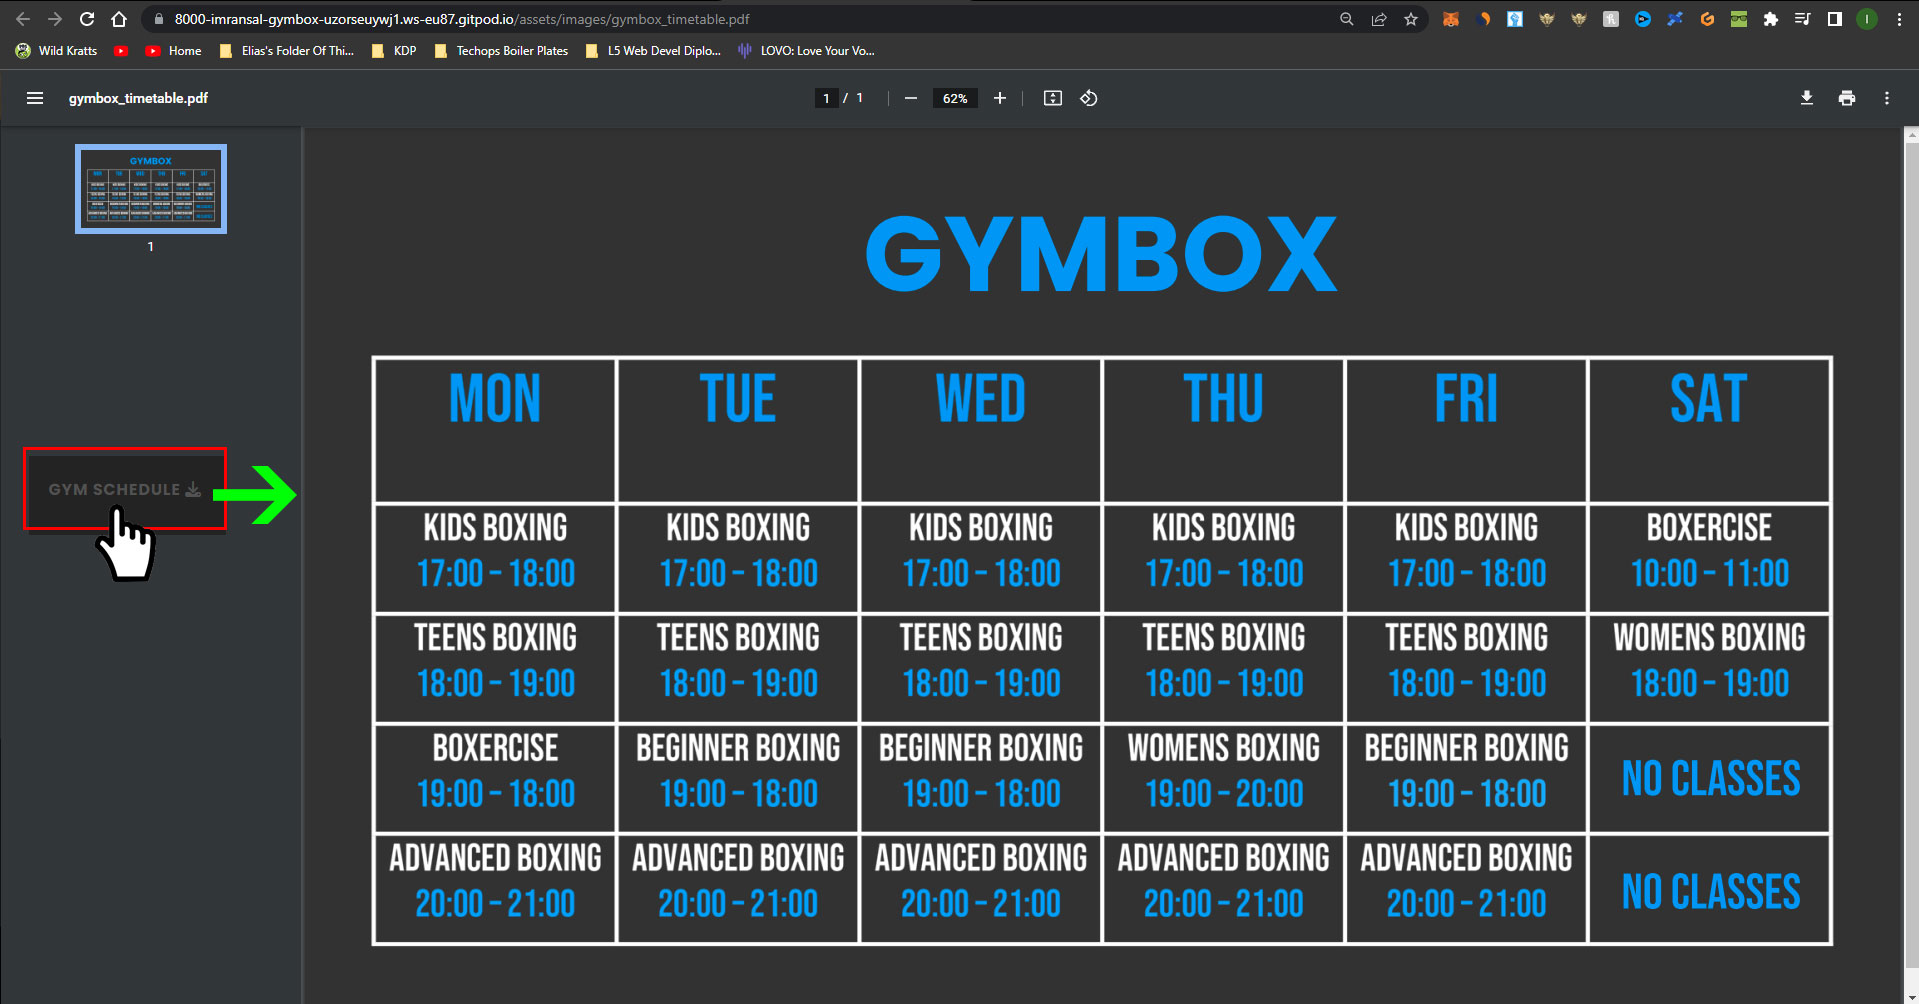 8000-imransal-gymbox-uzorseuywj1.ws-eu87.gitpod.io/assets/images/gymbox_timetable.pdf
Wild Kratts Home Elias's Folder Of Thi... KDP Techops Boiler Plates L5 Web Devel Diplo... LOVO: Love Your Vo...
gymbox_timetable.pdf 1 / 1 62%
1
GYM SCHEDULE
GYMBOX
MON TUE WED THU FRI SAT
KIDS BOXING KIDS BOXING KIDS BOXING KIDS BOXING KIDS BOXING BOXERCISE
17:00 - 18:00 17:00 - 18:00 17:00 - 18:00 17:00 - 18:00 17:00 - 18:00 10:00 - 11:00
TEENS BOXING TEENS BOXING TEENS BOXING TEENS BOXING TEENS BOXING WOMENS BOXING
18:00 - 19:00 18:00 - 19:00 18:00 - 19:00 18:00 - 19:00 18:00 - 19:00 18:00 - 19:00
BOXERCISE BEGINNER BOXING BEGINNER BOXING WOMENS BOXING BEGINNER BOXING NO CLASSES
19:00 - 18:00 19:00 - 18:00 19:00 - 18:00 19:00 - 20:00 19:00 - 18:00
ADVANCED BOXING ADVANCED BOXING ADVANCED BOXING ADVANCED BOXING ADVANCED BOXING NO CLASSES
20:00 - 21:00 20:00 - 21:00 20:00 - 21:00 20:00 - 21:00 20:00 - 21:00